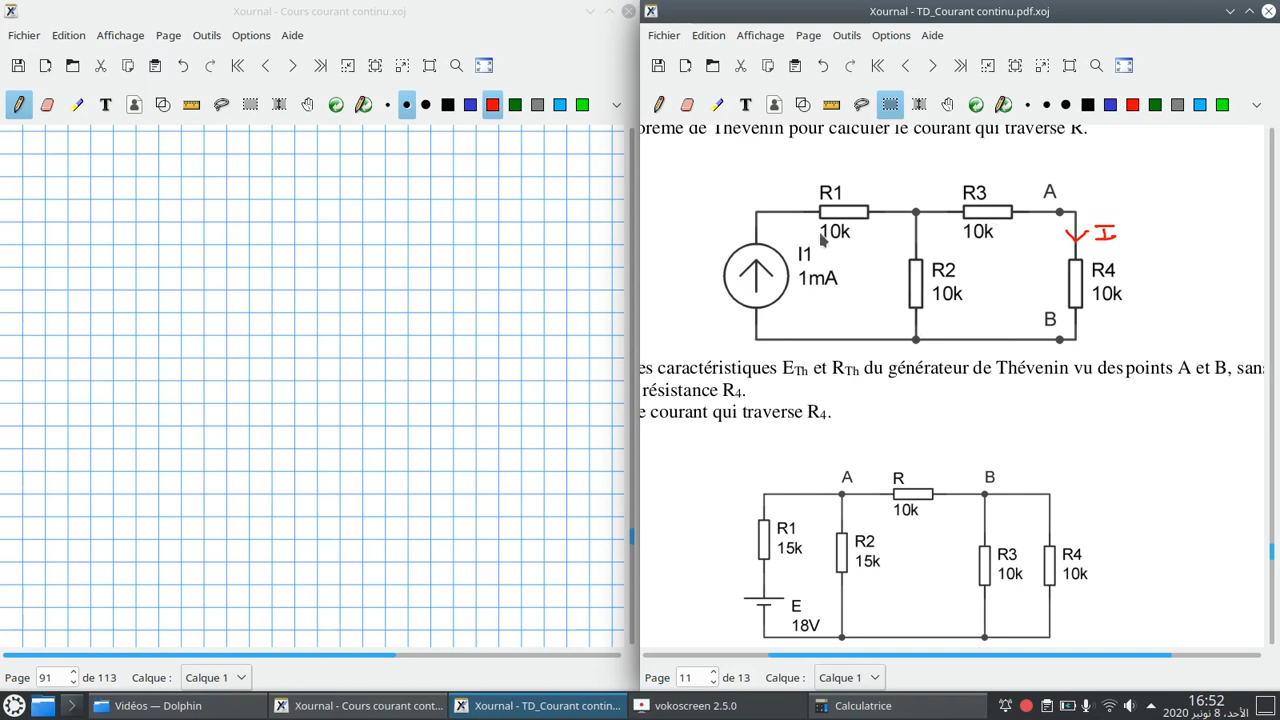 Xournal - Cours courant continu.xoj
Fichier Edition Affichage Page Outils Options Aide
Page 91 de 113 Calque : Calque 1
Xournal - TD_Courant continu.pdf.xoj
Fichier Edition Affichage Page Outils Options Aide
orème de Thévenin pour calculer le courant qui traverse R.
R1 R3 A
10k 10k I
I1 R2 R4
1mA 10k 10k
B
es caractéristiques ETh et RTh du générateur de Thévenin vu des points A et B, sans
résistance R4.
e courant qui traverse R4.
A R B
10k
R1 R2 R3 R4
15k 15k 10k 10k
E
18V
Page 11 de 13 Calque : Calque 1
Vidéos — Dolphin
Xournal - Cours courant cont...
Xournal - TD_Courant contin...
vokoscreen 2.5.0
Calculatrice
16:52
الأحد، 8 نونبر 2020